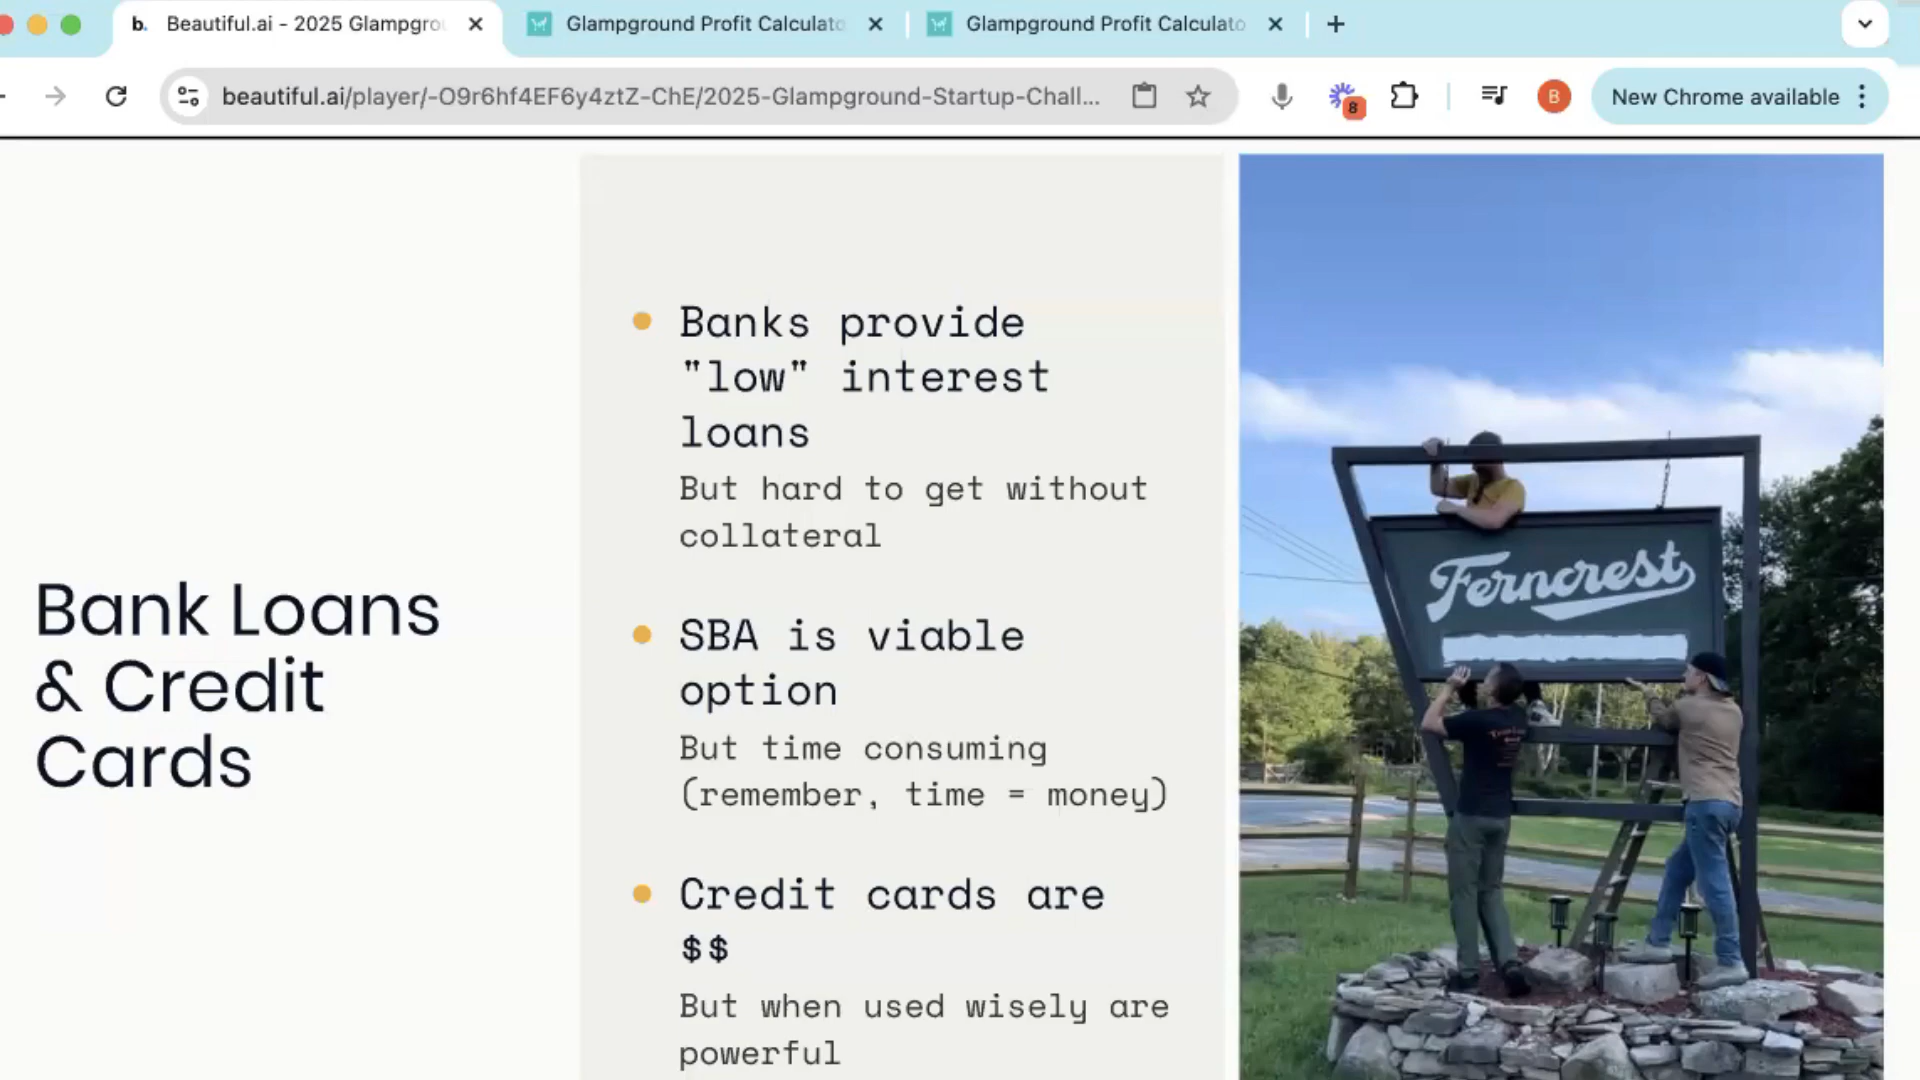 b. Beautiful.ai - 2025 Glampgro
Glampground Profit Calculato
Glampground Profit Calculato
beautiful.ai/player/-O9r6hf4EF6y4ztZ-ChE/2025-Glampground-Startup-Chall...
8
B
New Chrome available
Bank Loans
& Credit
Cards
Banks provide
"low" interest
loans
But hard to get without
collateral
SBA is viable
option
But time consuming
(remember, time = money)
Credit cards are
$$
But when used wisely are
powerful
Ferncrest